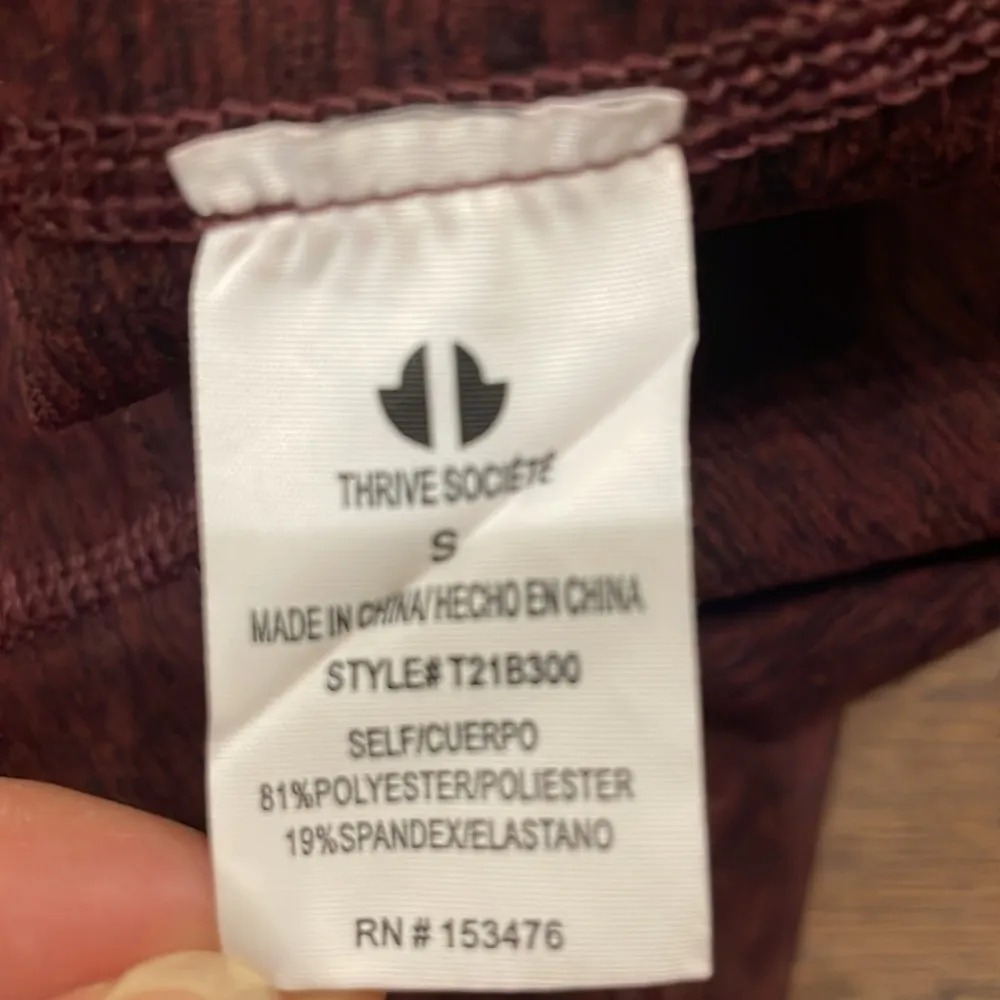 THRIVE SOCIÉTÉ
S
MADE IN CHINA/HECHO EN CHINA
STYLE# T21B300
SELF/CUERPO
81%POLYESTER/POLIESTER
19%SPANDEX/ELASTANO
RN # 153476